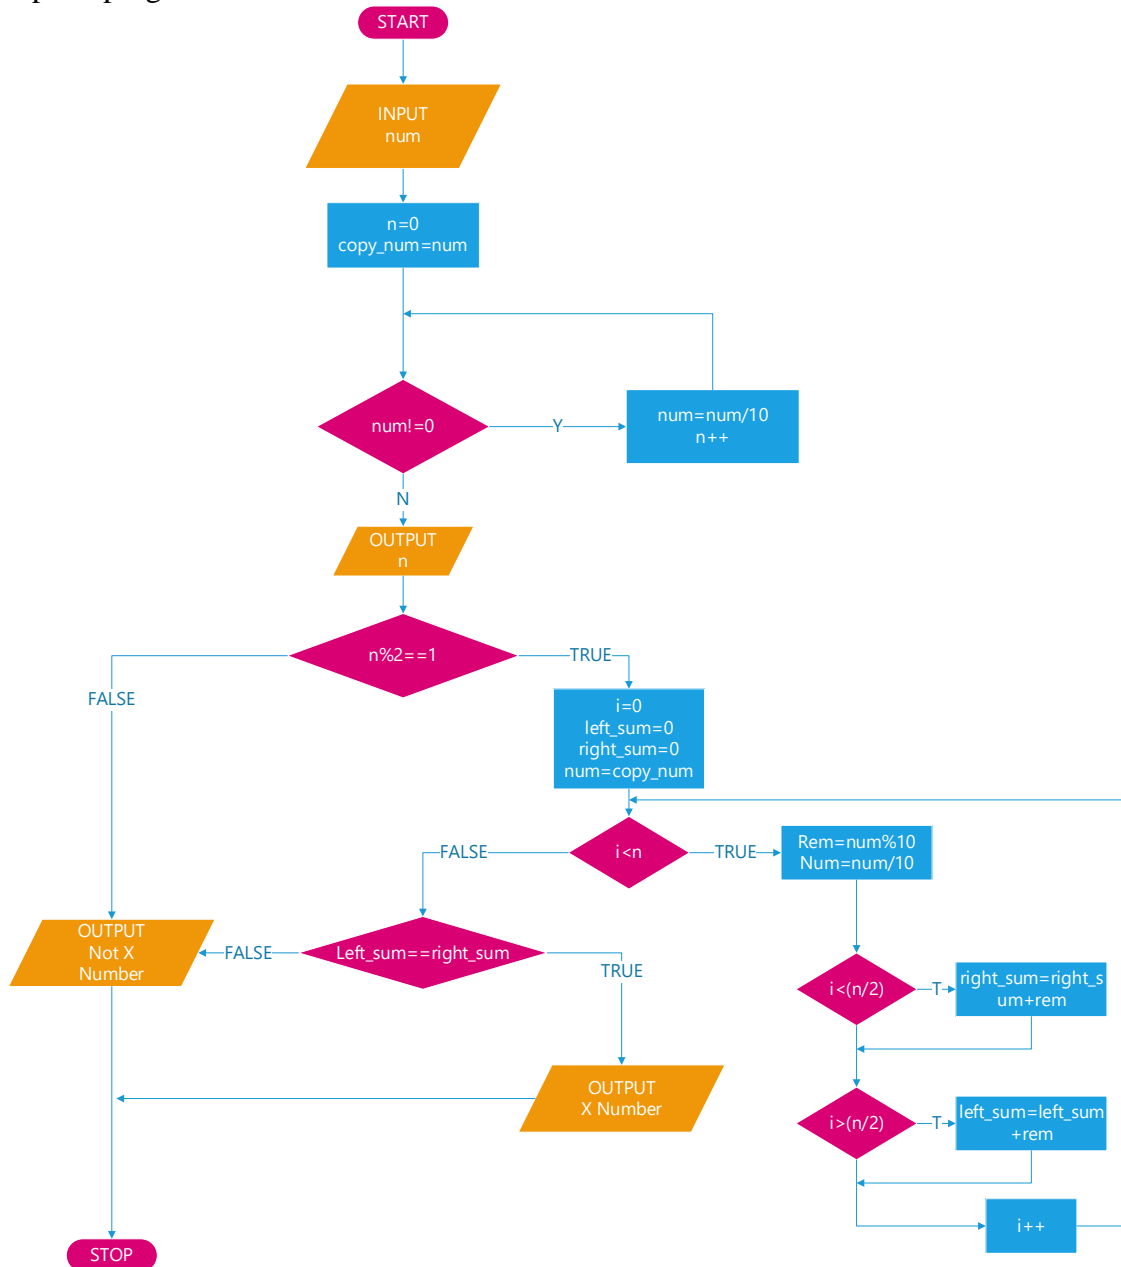 START
INPUT
num
n=0
copy_num=num
num!=0
Y
num=num/10
n++
N
OUTPUT
n
n%2==1
TRUE
FALSE
i=0
left_sum=0
right_sum=0
num=copy_num
i<n
FALSE
TRUE
Rem=num%10
Num=num/10
OUTPUT
Not X
Number
FALSE
Left_sum==right_sum
TRUE
i<(n/2)
T
right_sum=right_s
um+rem
OUTPUT
X Number
i>(n/2)
T
left_sum=left_sum
+rem
i++
STOP